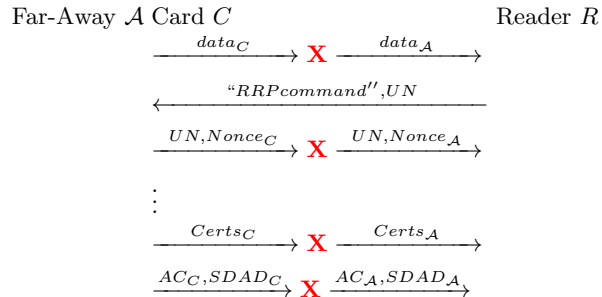 Far-Away 𝒜 Card C Reader R
data_C X data_𝒜
“RRPcommand′′,UN
UN,Nonce_C X UN,Nonce_𝒜
⋮
Certs_C X Certs_𝒜
AC_C,SDAD_C X AC_𝒜,SDAD_𝒜